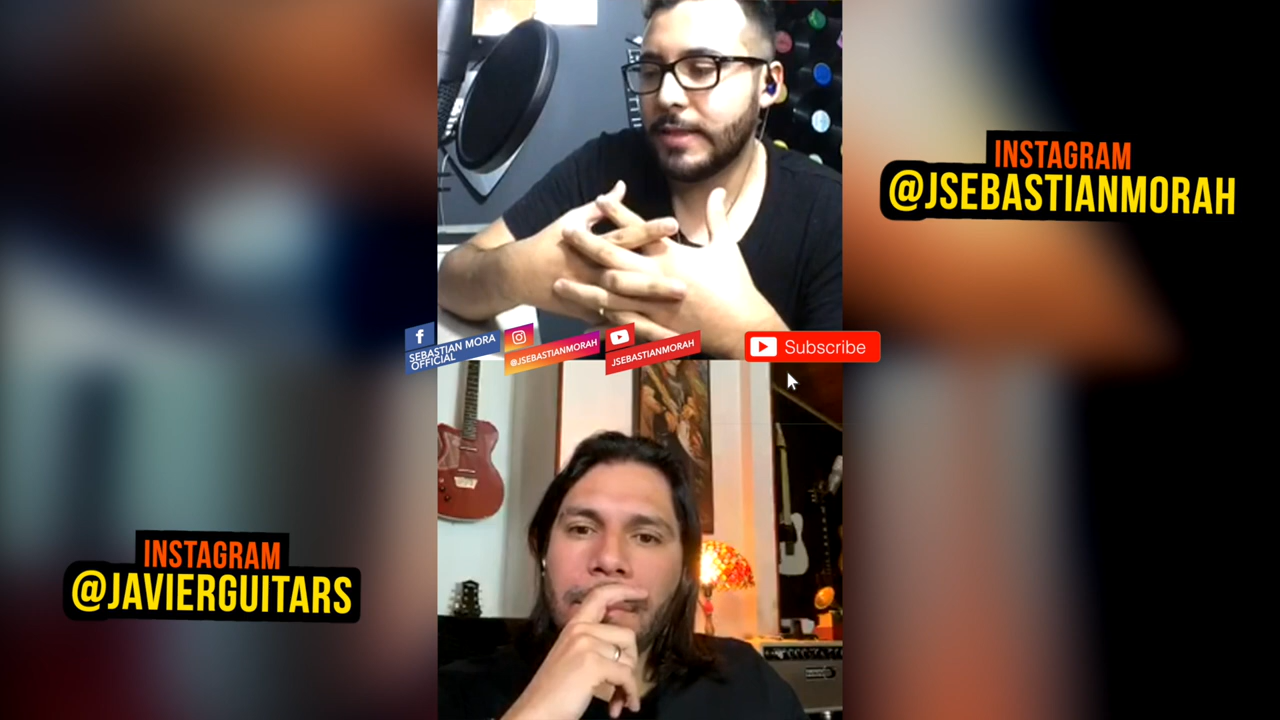 INSTAGRAM
@JSEBASTIANMORAH
f
SEBASTIAN MORA
OFFICIAL
@JSEBASTIANMORAH
JSEBASTIANMORAH
Subscribe
INSTAGRAM
@JAVIERGUITARS